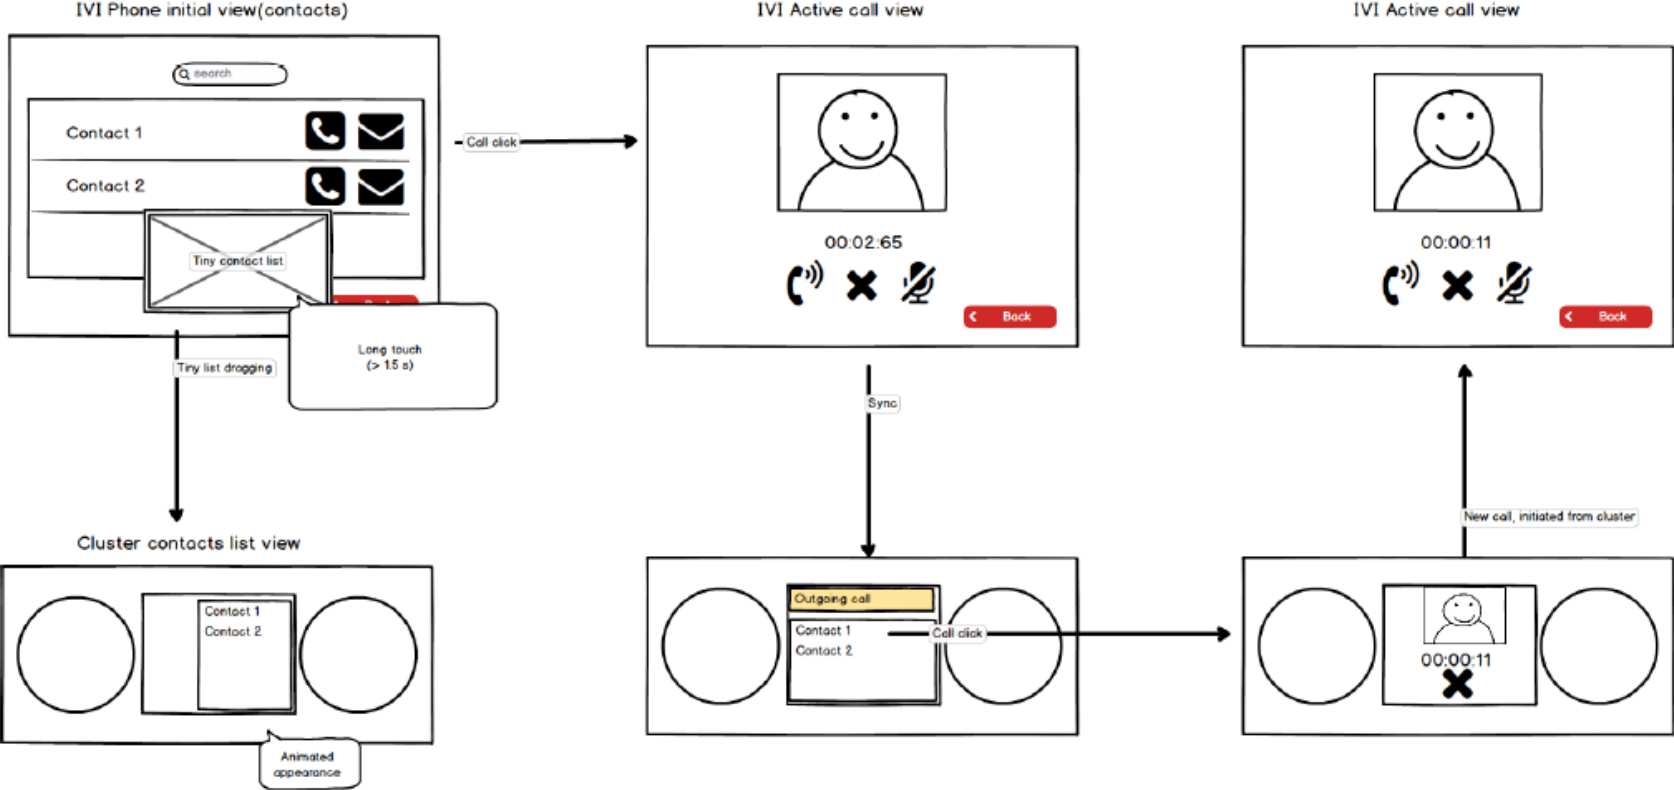 IVI Phone initial view(contacts)
search
Contact 1
Contact 2
Tiny contact list
Long touch
(> 1.5 s)
Tiny list dragging
Call click
IVI Active call view
00:02:65
Back
Sync
IVI Active call view
00:00:11
Back
New call, initiated from cluster
Cluster contacts list view
Contact 1
Contact 2
Animated
appearance
Outgoing call
Contact 1
Contact 2
Call click
00:00:11